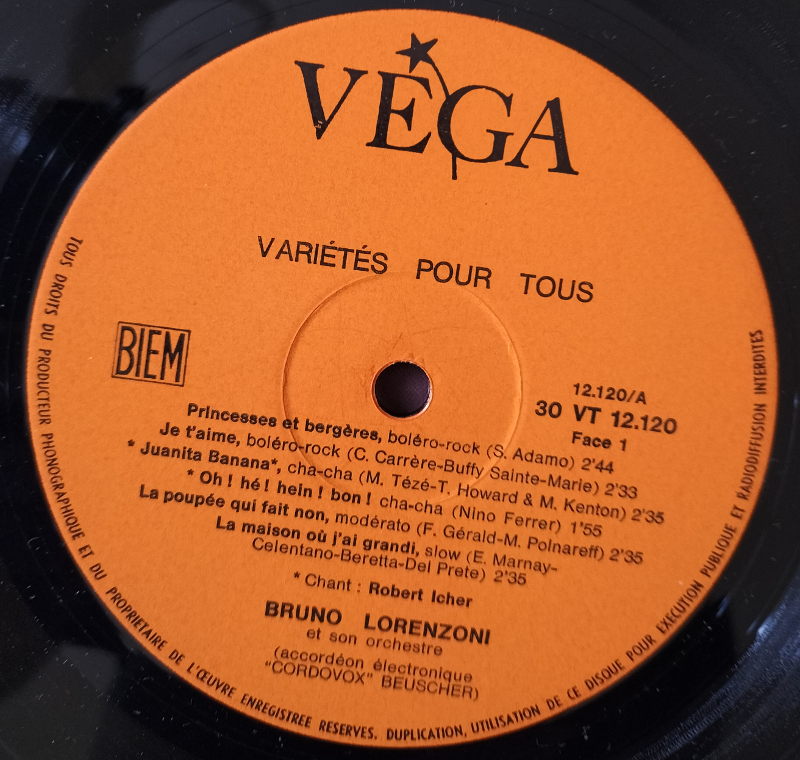 VÉGA
VARIÉTÉS POUR TOUS
BIEM
12.120/A
30 VT 12.120
Face 1
Princesses et bergères, boléro-rock (S. Adamo) 2'44
Je t'aime, boléro-rock (C. Carrère-Buffy Sainte-Marie) 2'33
* Juanita Banana*, cha-cha (M. Tézé-T. Howard & M. Kenton) 2'35
* Oh ! hé ! hein ! bon ! cha-cha (Nino Ferrer) 1'55
La poupée qui fait non, modérato (F. Gérald-M. Polnareff) 2'35
La maison où j'ai grandi, slow (E. Marnay-
Celentano-Beretta-Del Prete) 2'35
* Chant : Robert Icher
BRUNO LORENZONI
et son orchestre
(accordéon électronique
"CORDOVOX" BEUSCHER)
TOUS DROITS DU PRODUCTEUR PHONOGRAPHIQUE ET DU PROPRIETAIRE DE L'ŒUVRE ENREGISTREE RESERVES. DUPLICATION, UTILISATION DE CE DISQUE POUR EXECUTION PUBLIQUE ET RADIODIFFUSION INTERDITES